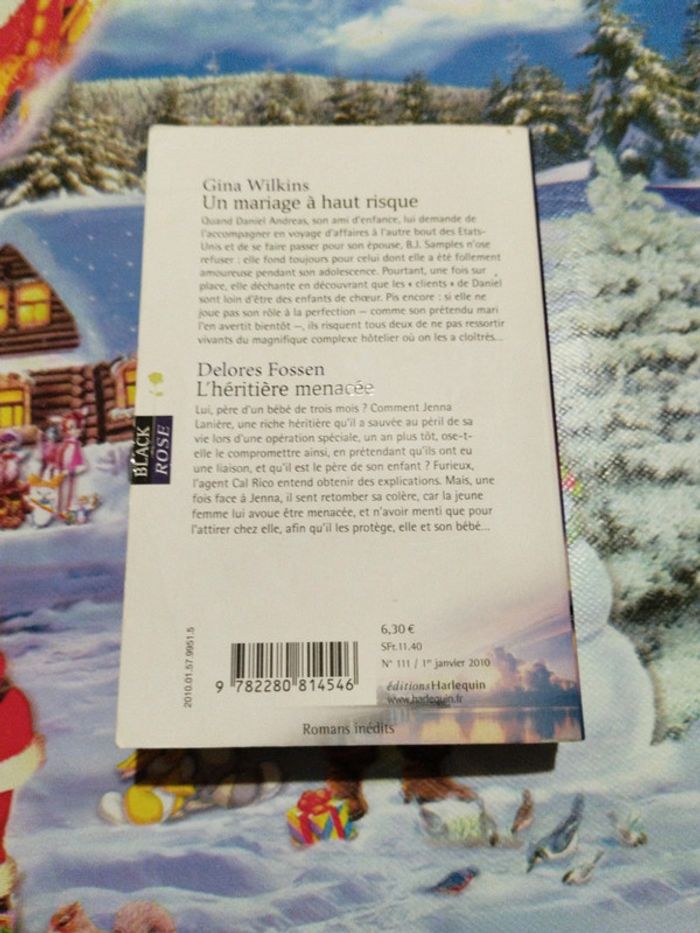 Gina Wilkins
Un mariage à haut risque
Quand Daniel Andreas, son ami d'enfance, lui demande de
l'accompagner en voyage d'affaires à l'autre bout des Etats-
Unis et de se faire passer pour son épouse, B.J. Samples n'ose
refuser : elle fond toujours pour celui dont elle a été follement
amoureuse pendant son adolescence. Pourtant, une fois sur
place, elle déchante en découvrant que les « clients » de Daniel
sont loin d'être des enfants de chœur. Pis encore : si elle ne
joue pas son rôle à la perfection — comme son prétendu mari
l'en avertit bientôt —, ils risquent tous deux de ne pas ressortir
vivants du magnifique complexe hôtelier où on les a cloîtrés...
Delores Fossen
L'héritière menacée
Lui, père d'un bébé de trois mois ? Comment Jenna
Lanière, une riche héritière qu'il a sauvée au péril de sa
vie lors d'une opération spéciale, un an plus tôt, ose-t-
elle le compromettre ainsi, en prétendant qu'ils ont eu
une liaison, et qu'il est le père de son enfant ? Furieux,
l'agent Cal Rico entend obtenir des explications. Mais, une
fois face à Jenna, il sent retomber sa colère, car la jeune
femme lui avoue être menacée, et n'avoir menti que pour
l'attirer chez elle, afin qu'il les protège, elle et son bébé...
BLACK
ROSE
2010.01.57.9951.5
9 782280 814546
6,30 €
SFr.11.40
N° 111 / 1er janvier 2010
éditionsHarlequin
www.harlequin.fr
Romans inédits